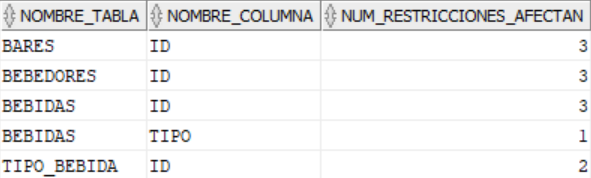 NOMBRE_TABLA NOMBRE_COLUMNA NUM_RESTRICCIONES_AFECTAN
BARES ID 3
BEBEDORES ID 3
BEBIDAS ID 3
BEBIDAS TIPO 1
TIPO_BEBIDA ID 2